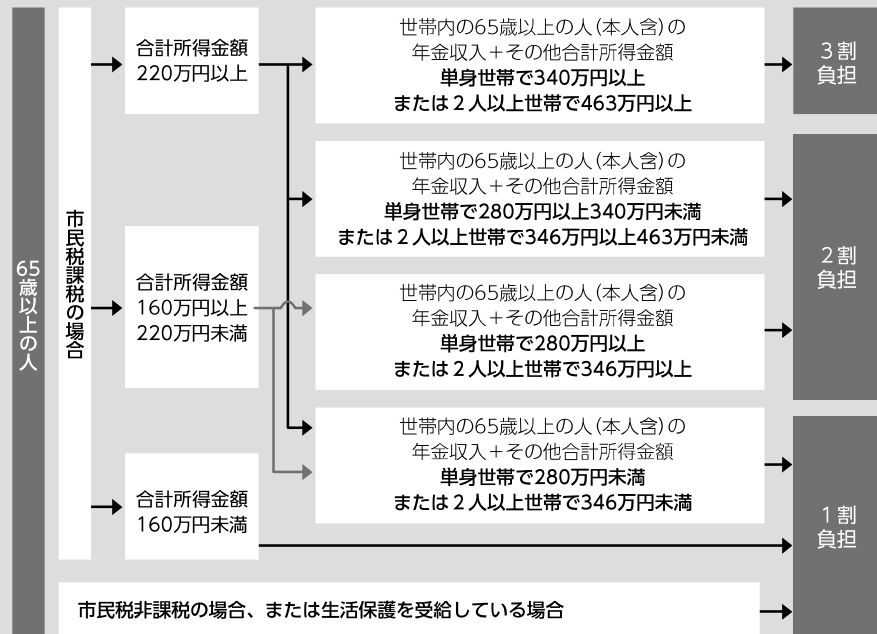 65歳以上の人
市民税課税の場合
合計所得金額
220万円以上
世帯内の65歳以上の人（本人含）の
年金収入＋その他合計所得金額
単身世帯で340万円以上
または２人以上世帯で463万円以上
３割
負担
世帯内の65歳以上の人（本人含）の
年金収入＋その他合計所得金額
単身世帯で280万円以上340万円未満
または２人以上世帯で346万円以上463万円未満
２割
負担
合計所得金額
160万円以上
220万円未満
世帯内の65歳以上の人（本人含）の
年金収入＋その他合計所得金額
単身世帯で280万円以上
または２人以上世帯で346万円以上
世帯内の65歳以上の人（本人含）の
年金収入＋その他合計所得金額
単身世帯で280万円未満
または２人以上世帯で346万円未満
合計所得金額
160万円未満
１割
負担
市民税非課税の場合、または生活保護を受給している場合